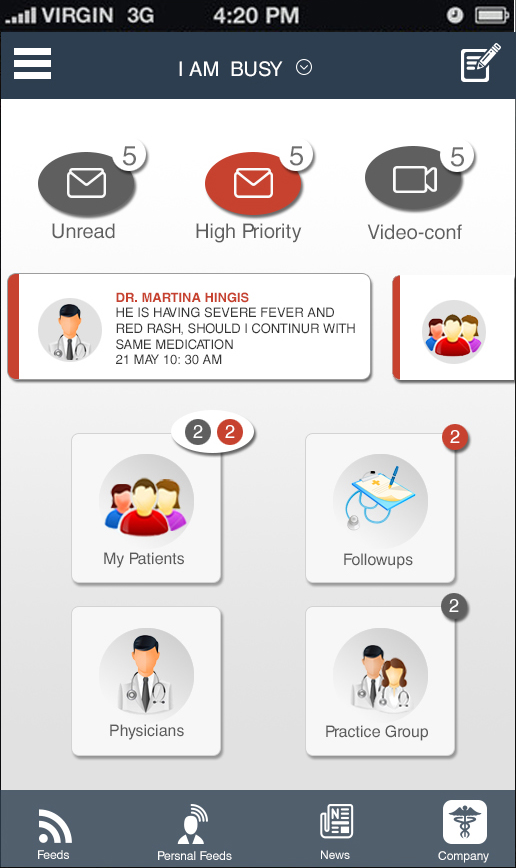 VIRGIN 3G 4:20 PM
I AM BUSY
5 5 5
Unread High Priority Video-conf
DR. MARTINA HINGIS
HE IS HAVING SEVERE FEVER AND
RED RASH, SHOULD I CONTINUR WITH
SAME MEDICATION
21 MAY 10: 30 AM
2 2 2
My Patients Followups
2
Physicians Practice Group
N
Feeds Persnal Feeds News Company